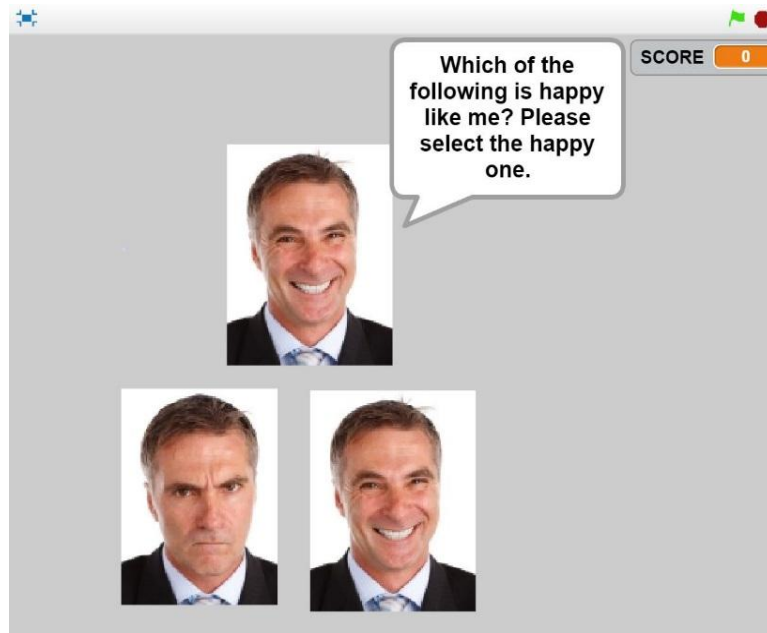 Which of the
following is happy
like me? Please
select the happy
one.
SCORE 0